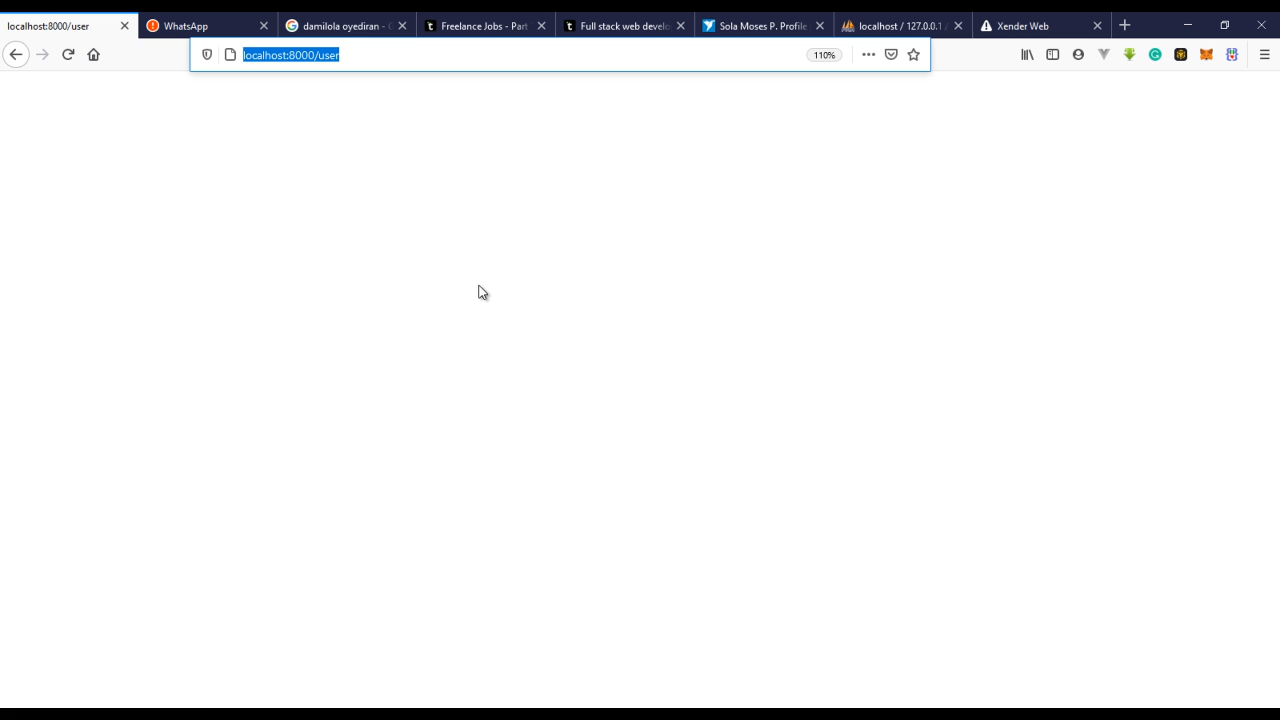 localhost:8000/user
WhatsApp
damilola oyediran -
Freelance Jobs - Part
Full stack web develo
Sola Moses P. Profile
localhost / 127.0.0.1 /
Xender Web
localhost:8000/user
110%